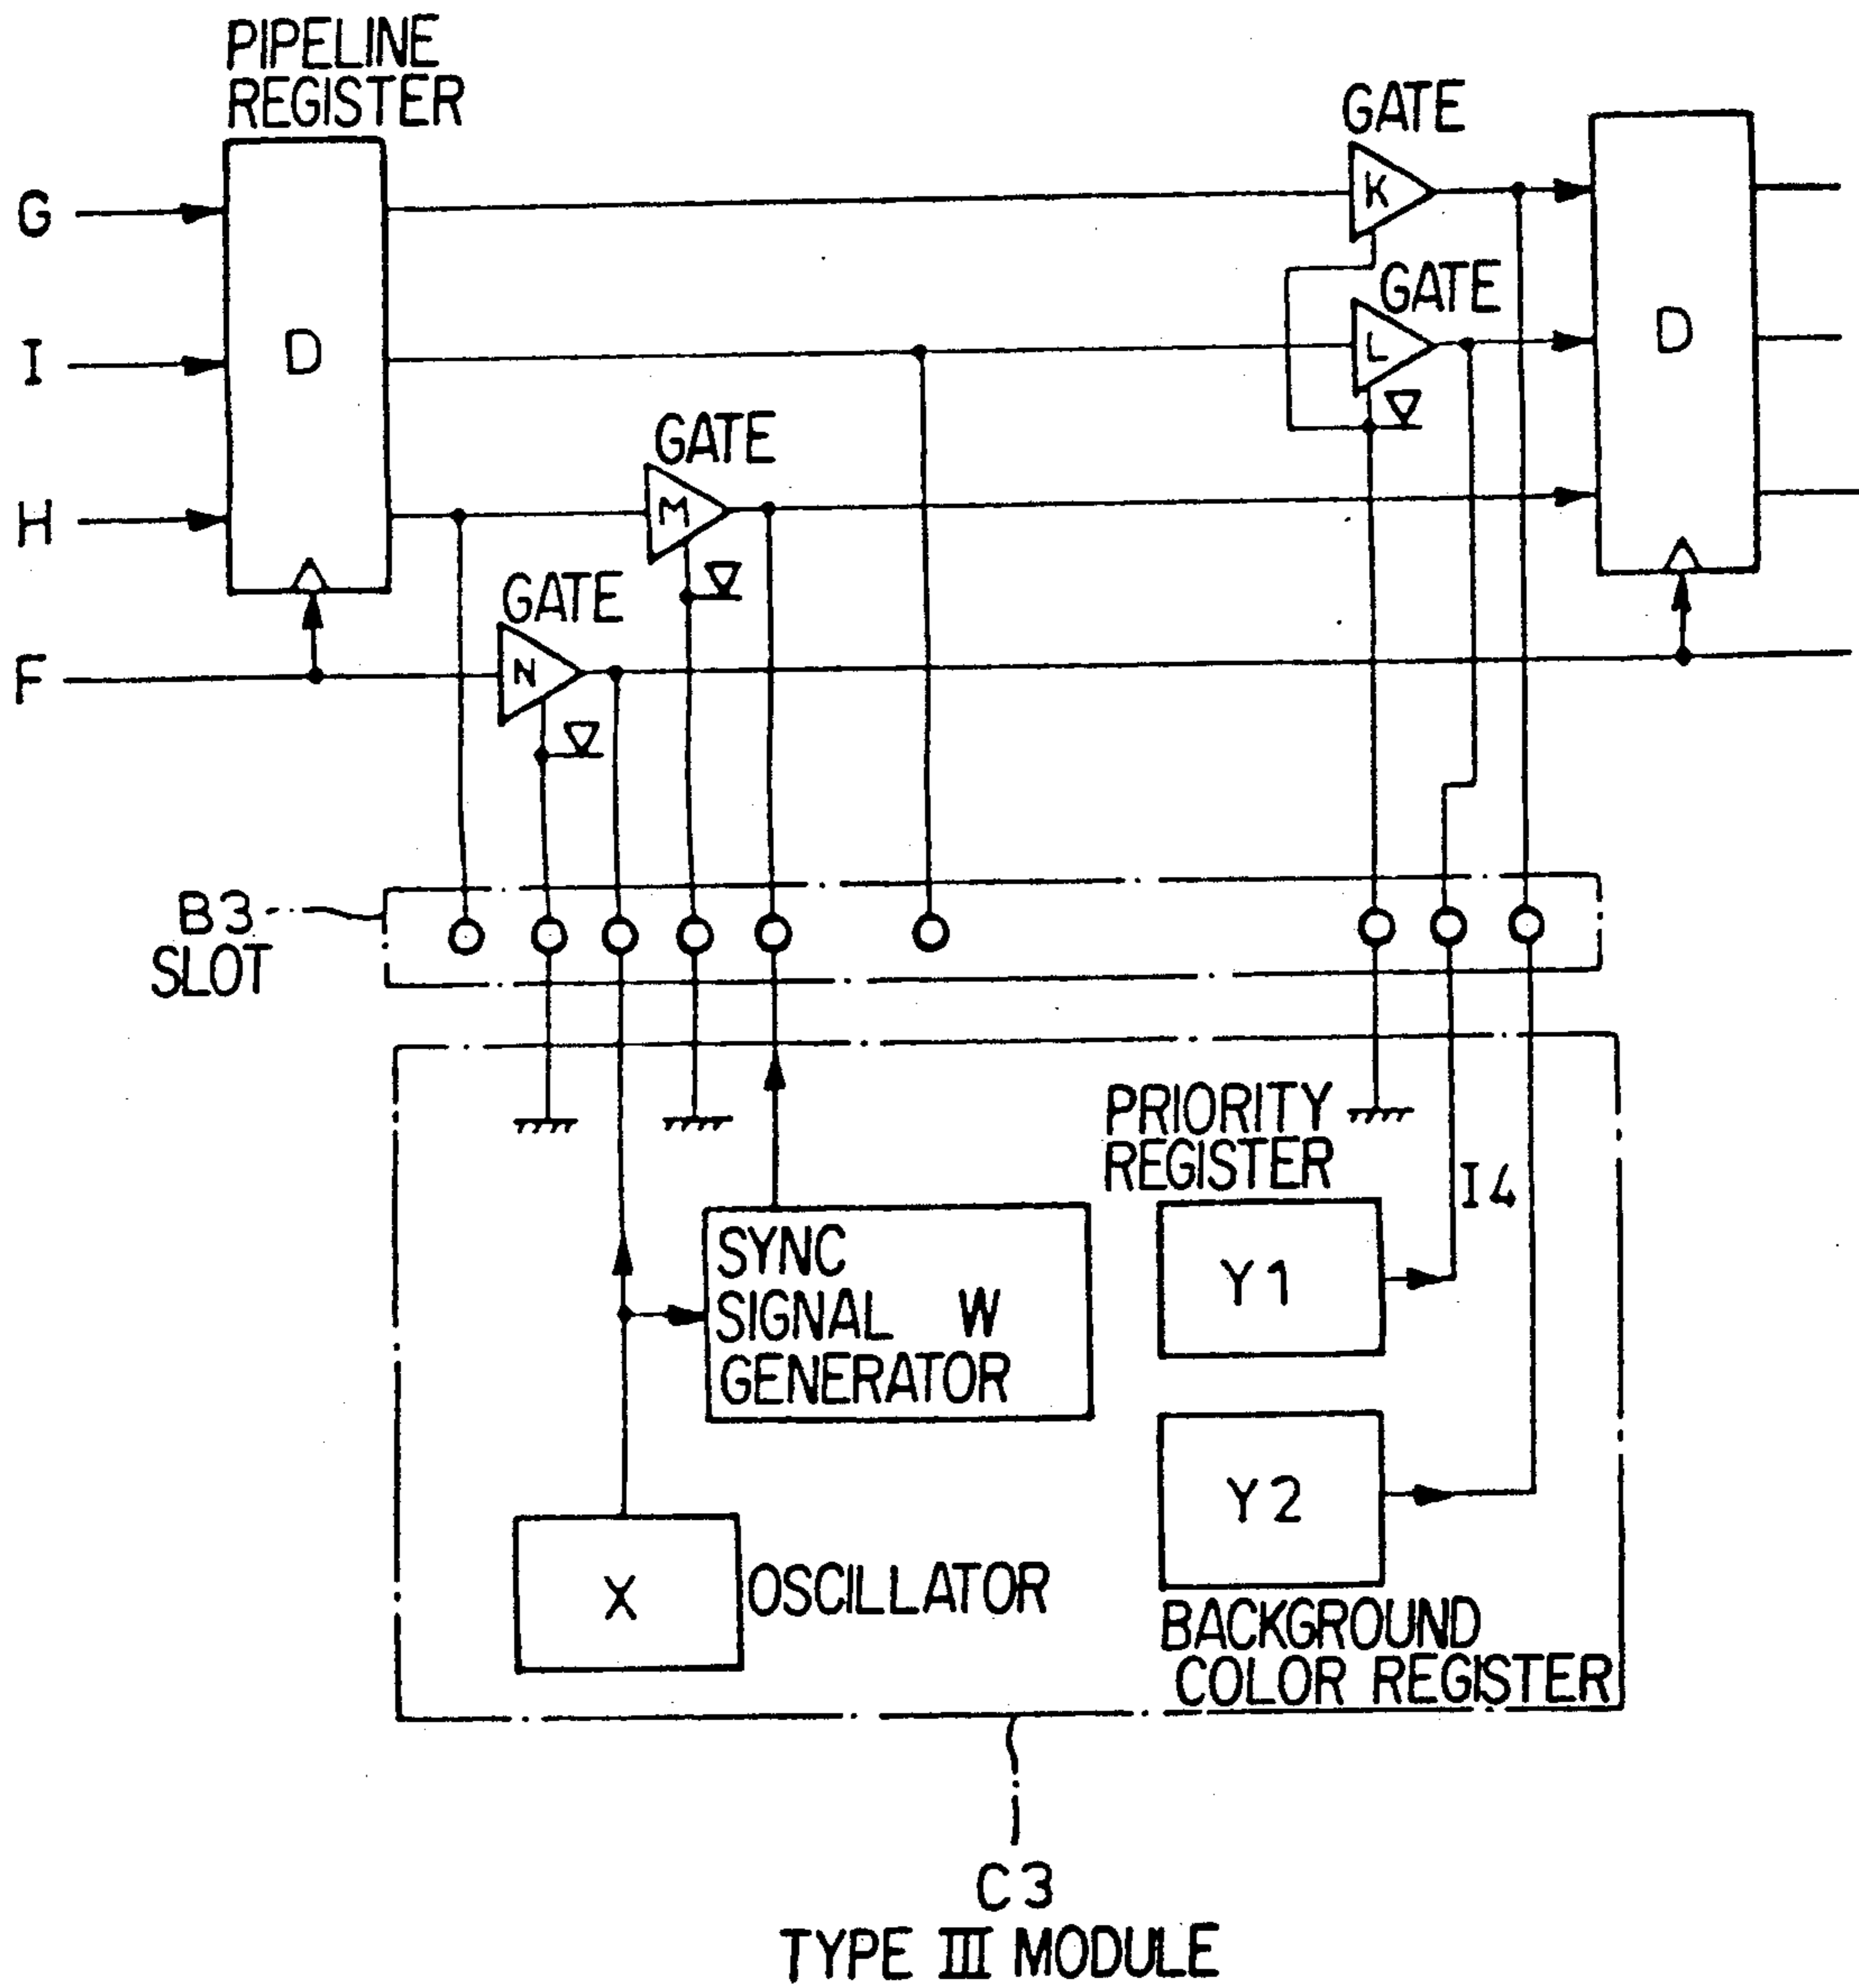 PIPELINE
REGISTER
GATE
G
K
GATE
I
D
L
D
GATE
H
M
GATE
F
N
B3
SLOT
PRIORITY
REGISTER
I4
SYNC
SIGNAL W
GENERATOR
Y1
Y2
X
OSCILLATOR
BACKGROUND
COLOR REGISTER
C3
TYPE III MODULE